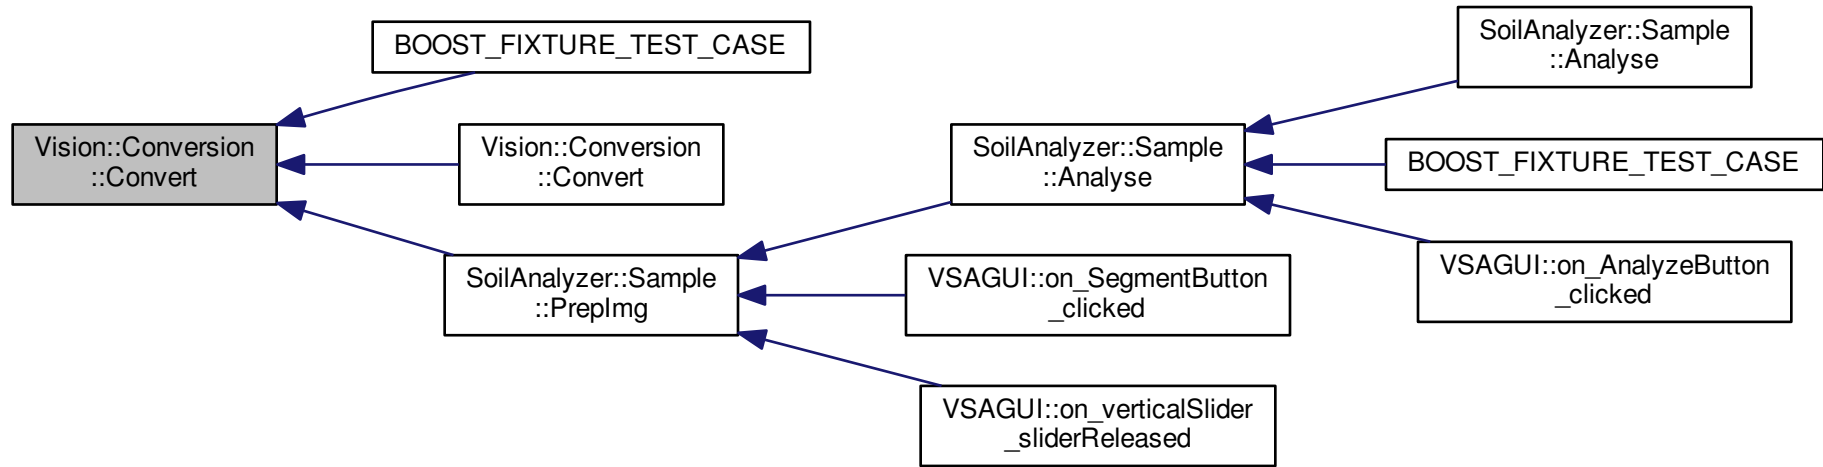 Vision::Conversion
::Convert
BOOST_FIXTURE_TEST_CASE
Vision::Conversion
::Convert
SoilAnalyzer::Sample
::PrepImg
SoilAnalyzer::Sample
::Analyse
VSAGUI::on_SegmentButton
_clicked
VSAGUI::on_verticalSlider
_sliderReleased
SoilAnalyzer::Sample
::Analyse
BOOST_FIXTURE_TEST_CASE
VSAGUI::on_AnalyzeButton
_clicked